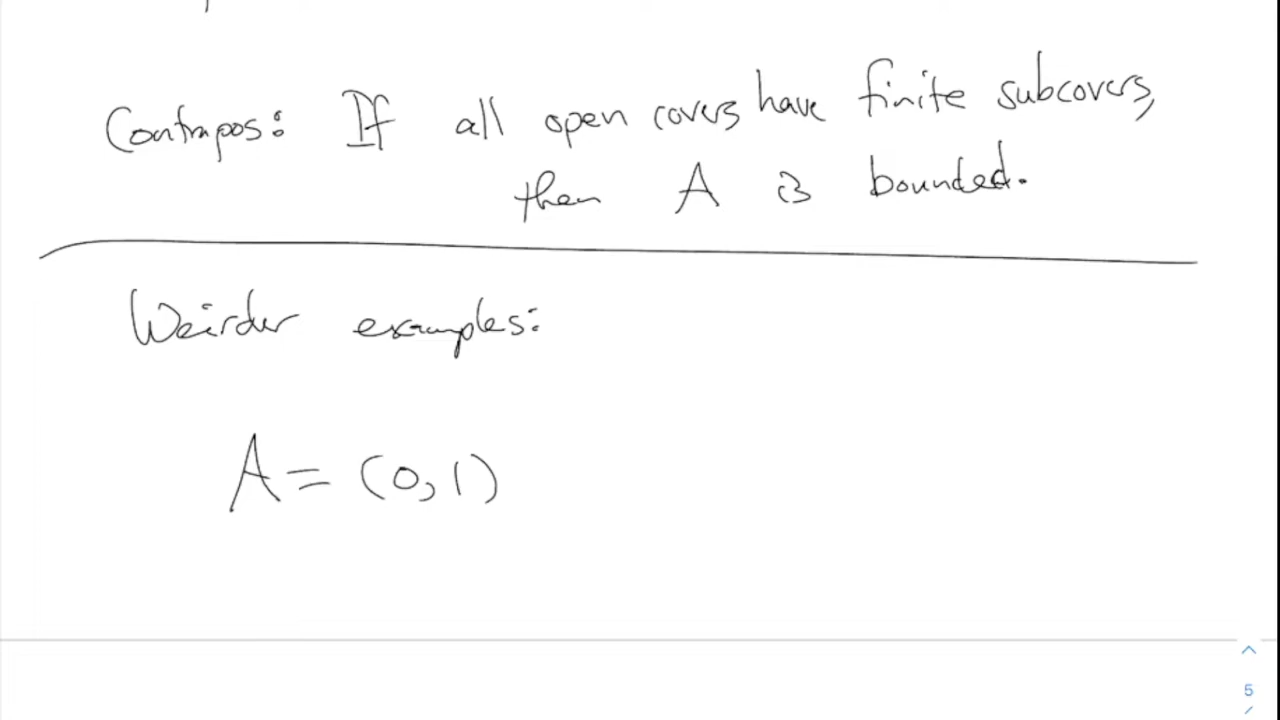 Contrapos: If all open covers have finite subcovers,
then A is bounded.
Weirder examples:
A = (0,1)
5